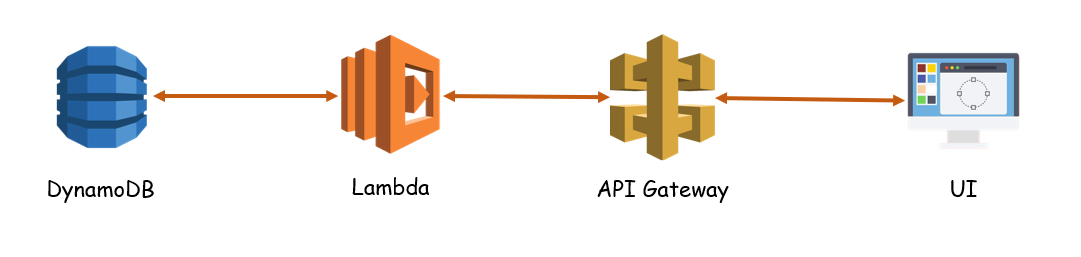 DynamoDB
Lambda
API Gateway
UI